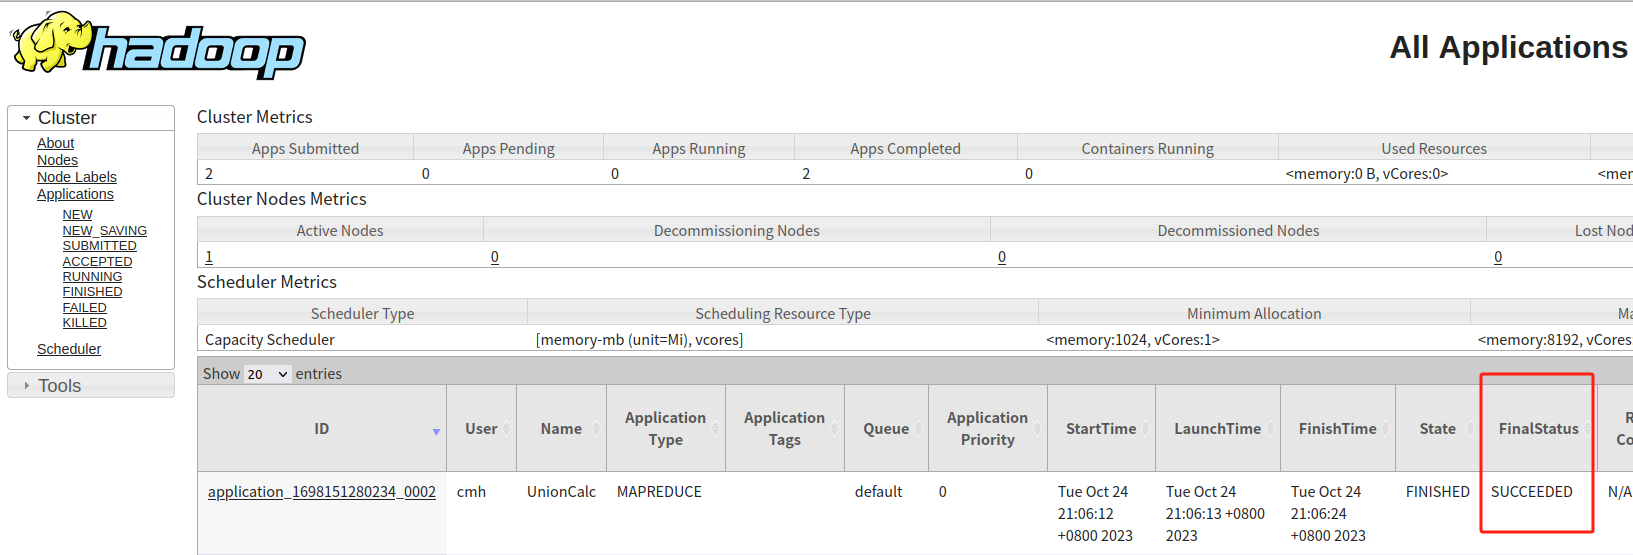 hadoop
All Applications
Cluster
About
Nodes
Node Labels
Applications
NEW
NEW_SAVING
SUBMITTED
ACCEPTED
RUNNING
FINISHED
FAILED
KILLED
Scheduler
Tools
Cluster Metrics
Apps Submitted Apps Pending Apps Running Apps Completed Containers Running Used Resources
2 0 0 2 0 <memory:0 B, vCores:0>
Cluster Nodes Metrics
Active Nodes Decommissioning Nodes Decommissioned Nodes Lost
1 0 0 0
Scheduler Metrics
Scheduler Type Scheduling Resource Type Minimum Allocation
Capacity Scheduler [memory-mb (unit=Mi), vcores] <memory:1024, vCores:1> <memory:8192, vCores
Show 20 entries
ID User Name Application Type Application Tags Queue Application Priority StartTime LaunchTime FinishTime State FinalStatus
application_1698151280234_0002 cmh UnionCalc MAPREDUCE default 0 Tue Oct 24 Tue Oct 24 Tue Oct 24 FINISHED SUCCEEDED N/A
21:06:12 21:06:13 +0800 21:06:24
+0800 2023 2023 +0800 2023